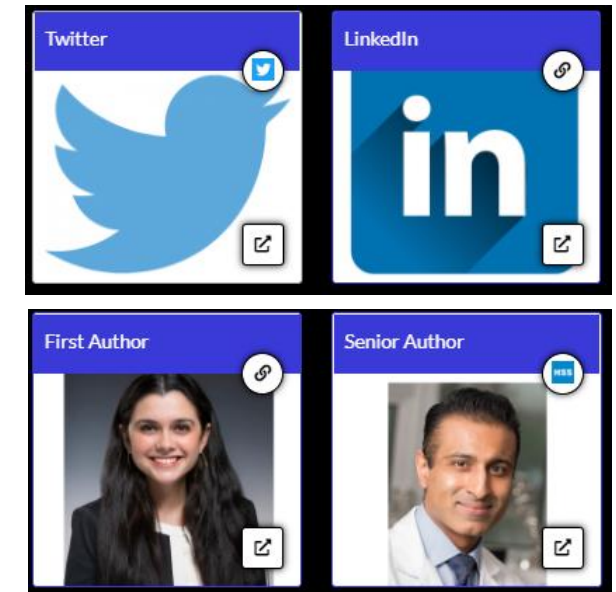 Twitter
LinkedIn
in
First Author
Senior Author
HSS